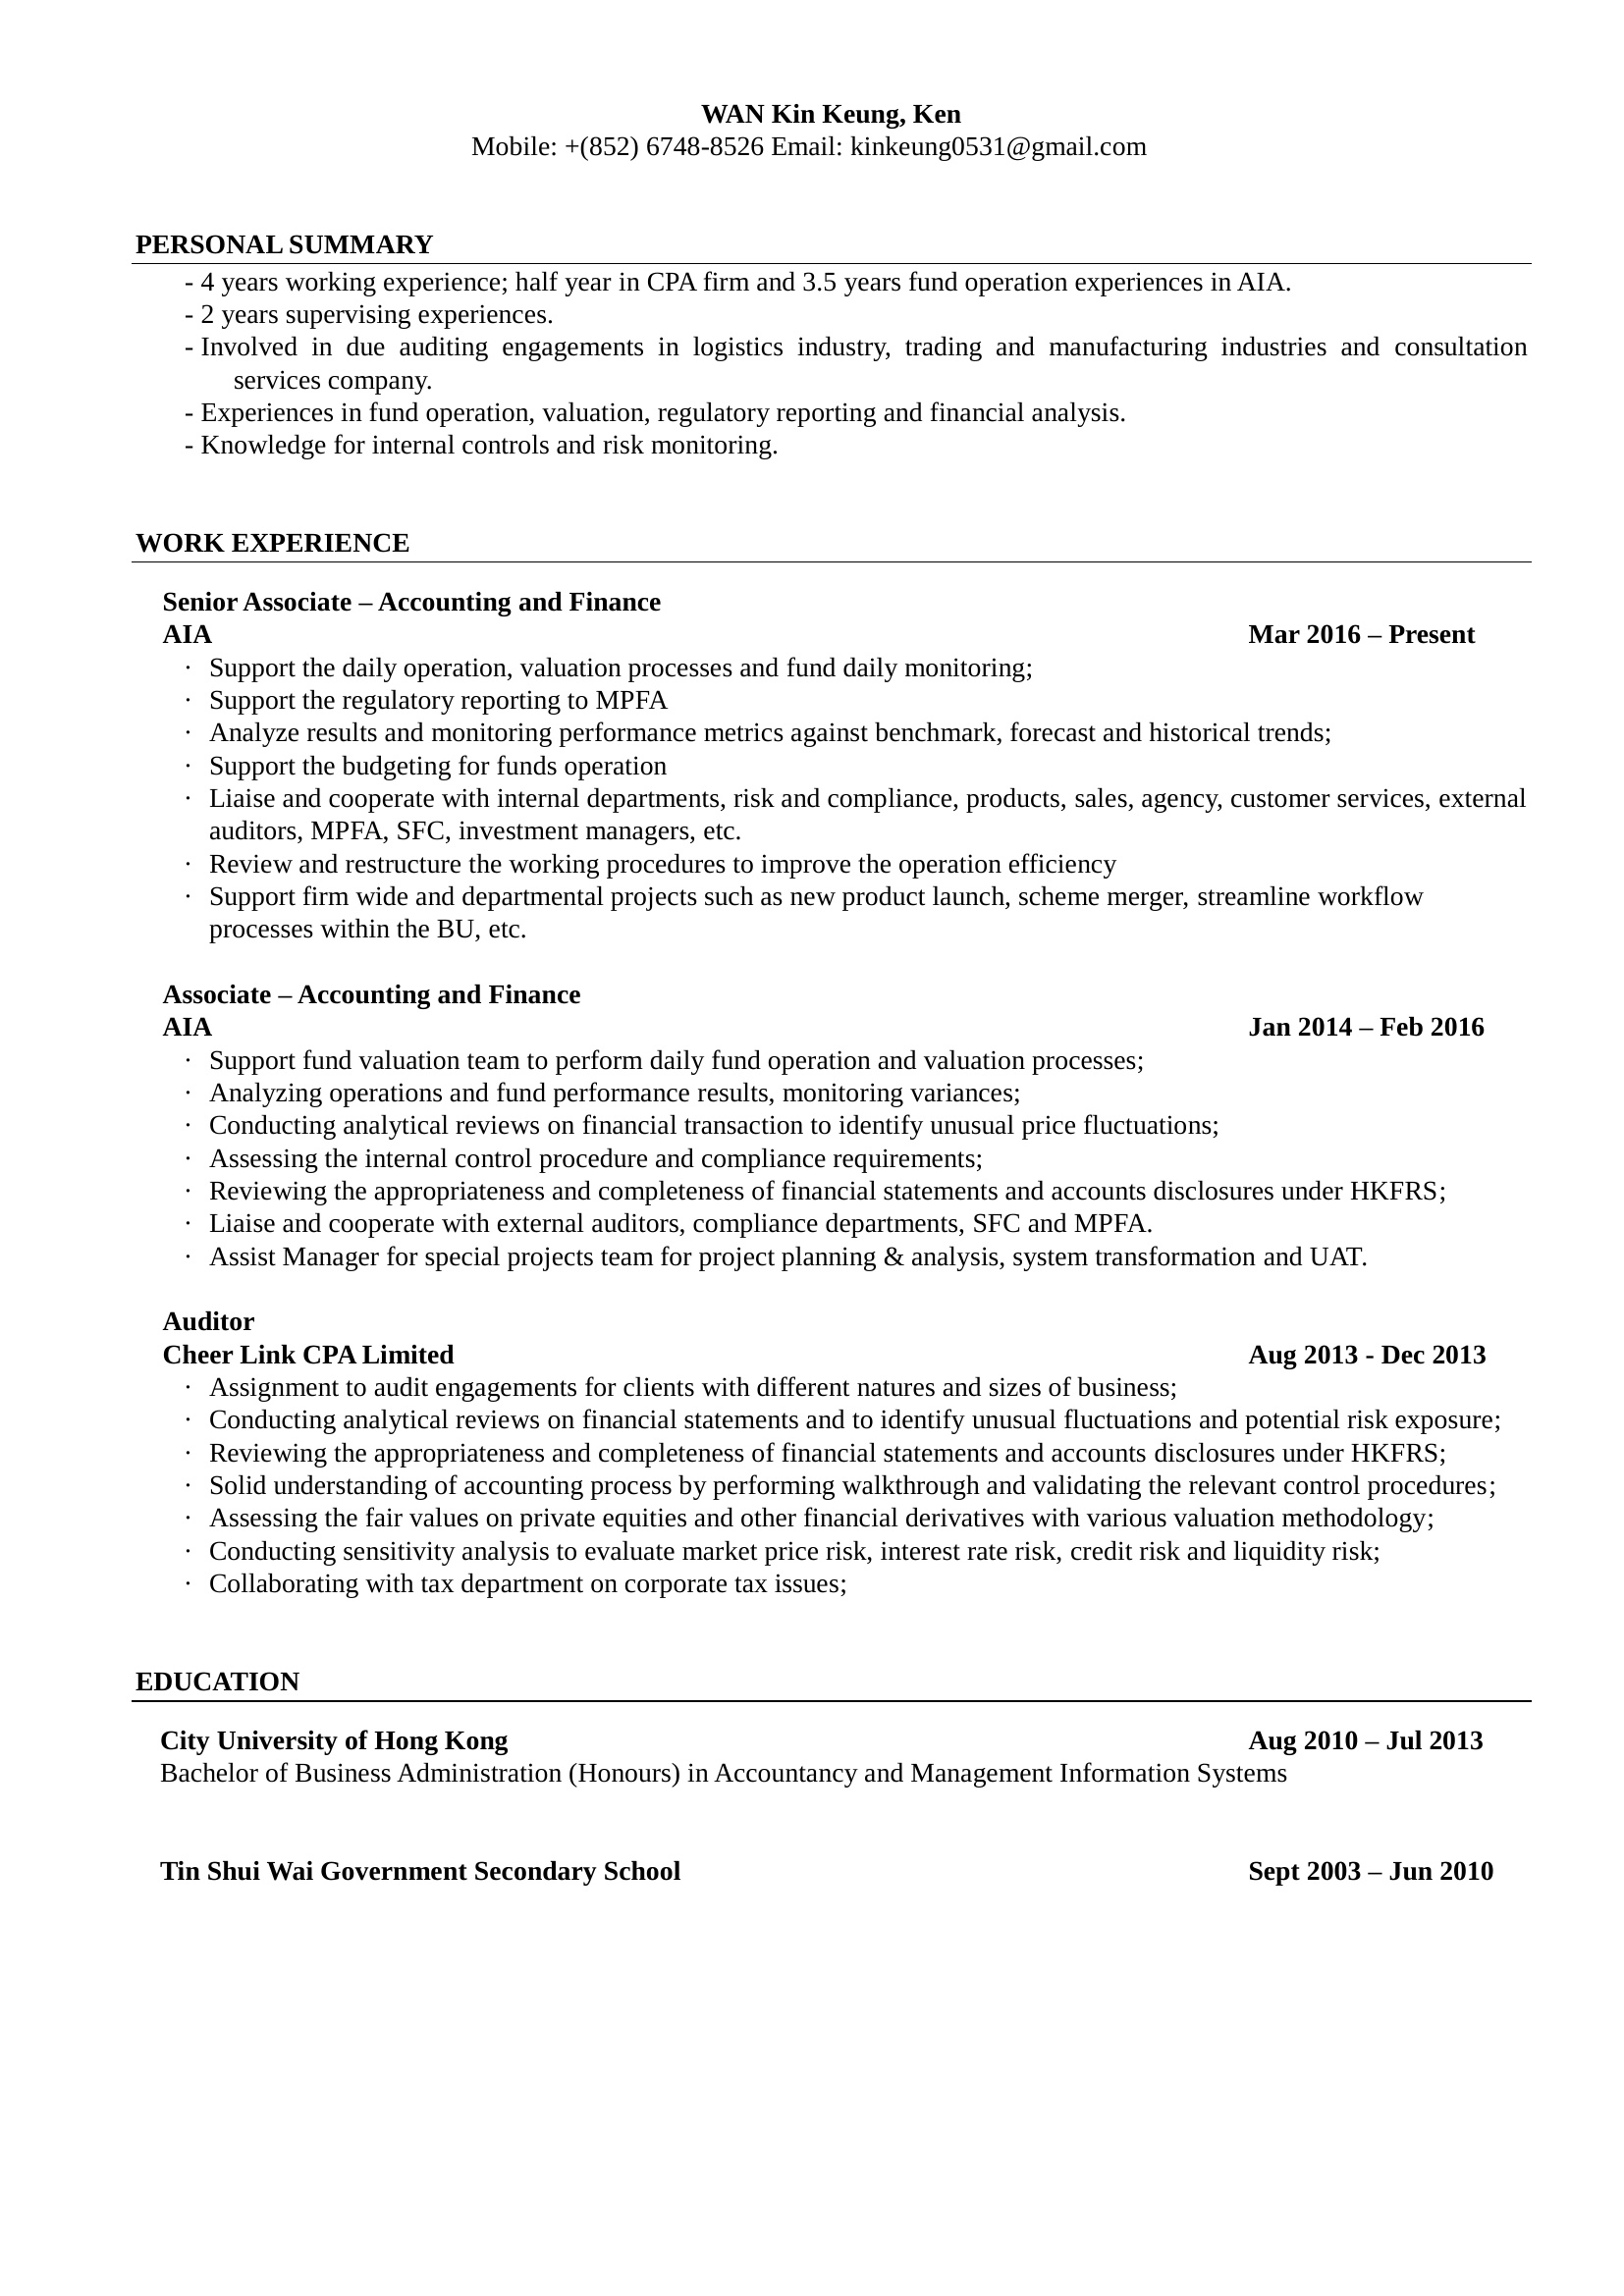 WAN Kin Keung, Ken
Mobile: +(852) 6748-8526 Email: kinkeung0531@gmail.com
PERSONAL SUMMARY
- 4 years working experience; half year in CPA firm and 3.5 years fund operation experiences in AIA.
- 2 years supervising experiences.
- Involved in due auditing engagements in logistics industry, trading and manufacturing industries and consultation
services company.
- Experiences in fund operation, valuation, regulatory reporting and financial analysis.
- Knowledge for internal controls and risk monitoring.
WORK EXPERIENCE
Senior Associate – Accounting and Finance
AIA Mar 2016 – Present
· Support the daily operation, valuation processes and fund daily monitoring;
· Support the regulatory reporting to MPFA
· Analyze results and monitoring performance metrics against benchmark, forecast and historical trends;
· Support the budgeting for funds operation
· Liaise and cooperate with internal departments, risk and compliance, products, sales, agency, customer services, external
auditors, MPFA, SFC, investment managers, etc.
· Review and restructure the working procedures to improve the operation efficiency
· Support firm wide and departmental projects such as new product launch, scheme merger, streamline workflow
processes within the BU, etc.
Associate – Accounting and Finance
AIA Jan 2014 – Feb 2016
· Support fund valuation team to perform daily fund operation and valuation processes;
· Analyzing operations and fund performance results, monitoring variances;
· Conducting analytical reviews on financial transaction to identify unusual price fluctuations;
· Assessing the internal control procedure and compliance requirements;
· Reviewing the appropriateness and completeness of financial statements and accounts disclosures under HKFRS;
· Liaise and cooperate with external auditors, compliance departments, SFC and MPFA.
· Assist Manager for special projects team for project planning & analysis, system transformation and UAT.
Auditor
Cheer Link CPA Limited Aug 2013 - Dec 2013
· Assignment to audit engagements for clients with different natures and sizes of business;
· Conducting analytical reviews on financial statements and to identify unusual fluctuations and potential risk exposure;
· Reviewing the appropriateness and completeness of financial statements and accounts disclosures under HKFRS;
· Solid understanding of accounting process by performing walkthrough and validating the relevant control procedures;
· Assessing the fair values on private equities and other financial derivatives with various valuation methodology;
· Conducting sensitivity analysis to evaluate market price risk, interest rate risk, credit risk and liquidity risk;
· Collaborating with tax department on corporate tax issues;
EDUCATION
City University of Hong Kong Aug 2010 – Jul 2013
Bachelor of Business Administration (Honours) in Accountancy and Management Information Systems
Tin Shui Wai Government Secondary School Sept 2003 – Jun 2010